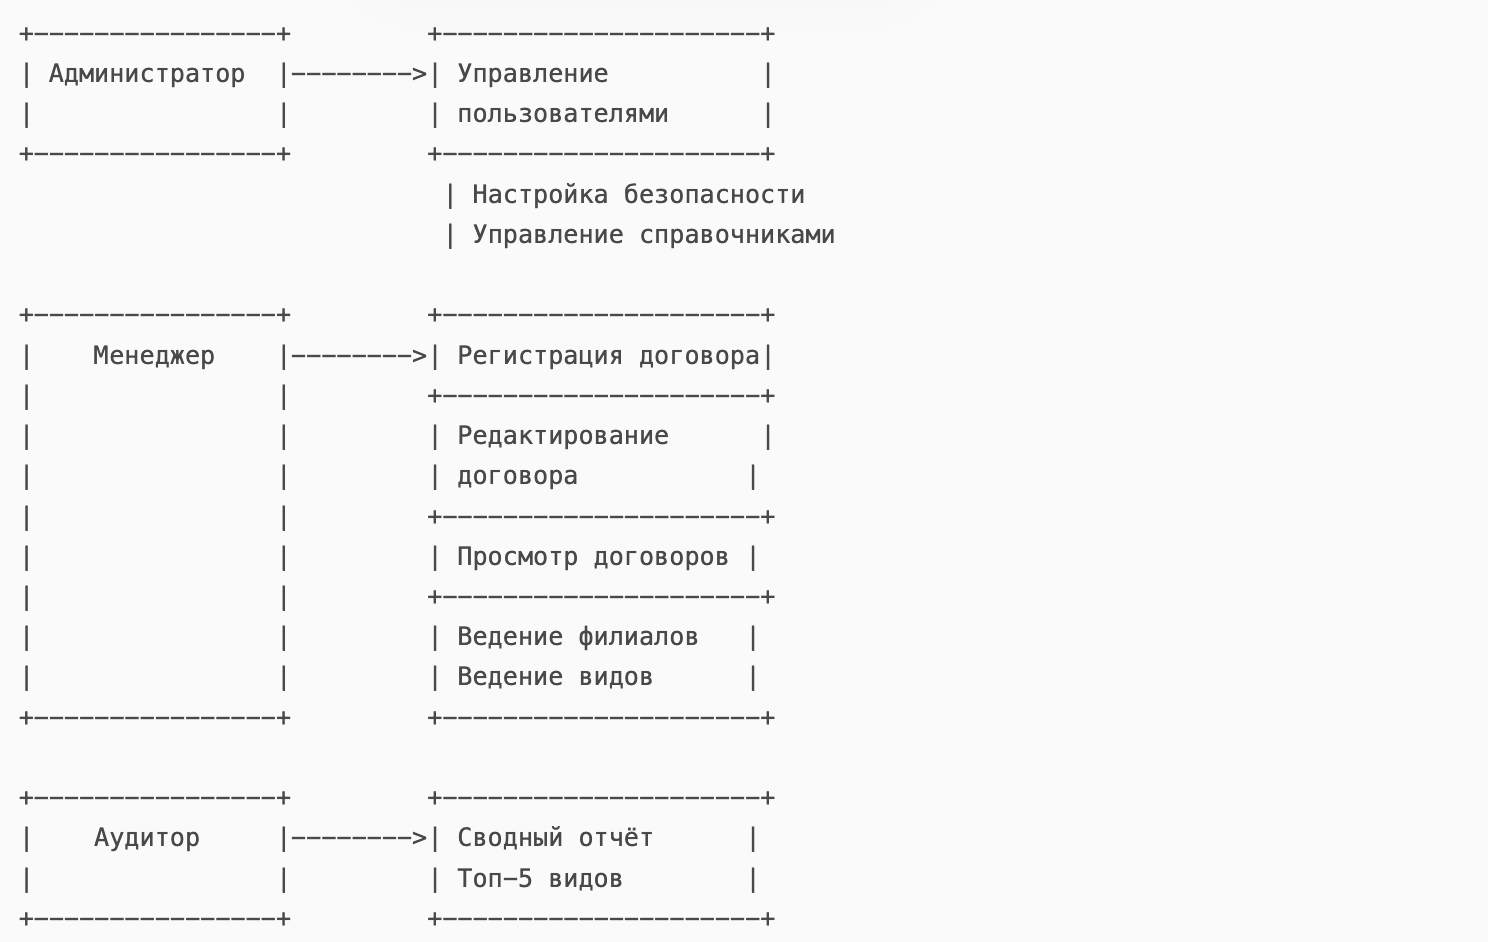 +----------------+         +---------------------+
| Администратор  |-------->| Управление          |
|                |         | пользователями      |
+----------------+         +---------------------+
                            | Настройка безопасности
                            | Управление справочниками

+----------------+         +---------------------+
|    Менеджер    |-------->| Регистрация договора|
|                |         +---------------------+
|                |         | Редактирование      |
|                |         | договора           |
|                |         +---------------------+
|                |         | Просмотр договоров |
|                |         +---------------------+
|                |         | Ведение филиалов   |
|                |         | Ведение видов      |
+----------------+         +---------------------+

+----------------+         +---------------------+
|    Аудитор     |-------->| Сводный отчёт      |
|                |         | Топ-5 видов        |
+----------------+         +---------------------+